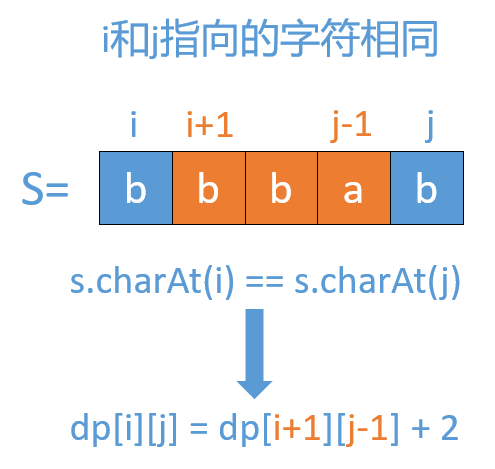 i和j指向的字符相同
i i+1 j-1 j
S= b b b a b
s.charAt(i) == s.charAt(j)
dp[i][j] = dp[i+1][j-1] + 2